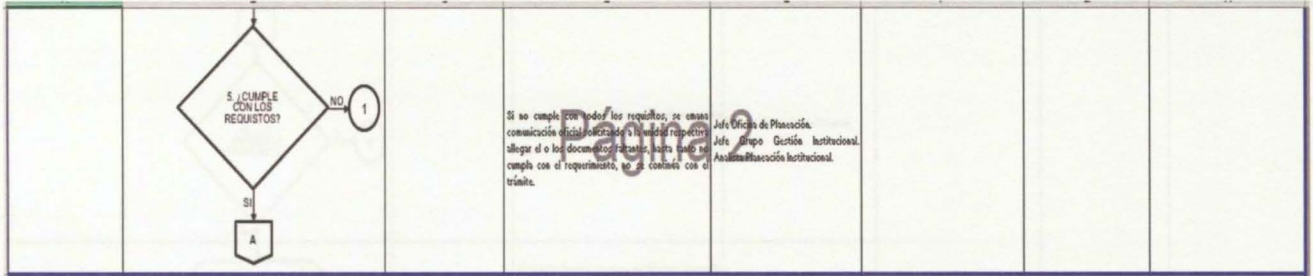 5. ¿CUMPLE
CON LOS
REQUISTOS?
NO
1
SI
A
Si no cumple con todos los requisitos, se emana
comunicación oficial solicitando a la unidad respectiva
allegar el o los documentos faltantes, hasta tanto no
cumpla con el requerimiento, no se continúa con el
trámite.
Jefe Oficina de Planeación.
Jefe Grupo Gestión Institucional.
Analista Planeación Institucional.
Página 2